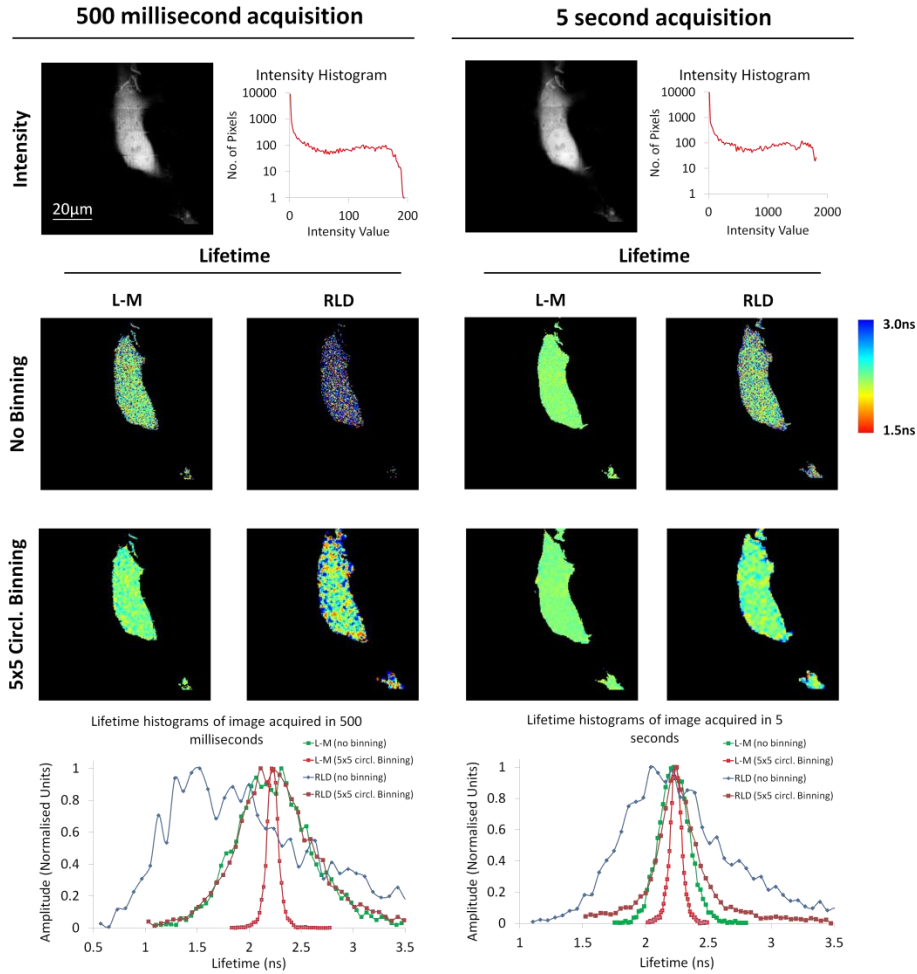 500 millisecond acquisition
5 second acquisition
Intensity
20µm
Intensity Histogram
No. of Pixels
10000
1000
100
10
1
0
100
200
Intensity Value
Intensity Histogram
No. of Pixels
10000
1000
100
10
1
0
1000
2000
Intensity Value
Lifetime
L-M
RLD
Lifetime
L-M
RLD
No Binning
3.0ns
1.5ns
5x5 Circl. Binning
Lifetime histograms of image acquired in 500
milliseconds
L-M (no binning)
L-M (5x5 circl. Binning)
RLD (no binning)
RLD (5x5 circl. Binning)
Amplitude (Normalised Units)
1
0.8
0.6
0.4
0.2
0
0.5
1
1.5
2
2.5
3
3.5
Lifetime (ns)
Lifetime histograms of image acquired in 5
seconds
L-M (no binning)
L-M (5x5 circl. Binning)
RLD (no binning)
RLD (5x5 circl. Binning)
Amplitude (Normalised Units)
1
0.8
0.6
0.4
0.2
0
1
1.5
2
2.5
3
3.5
Lifetime (ns)